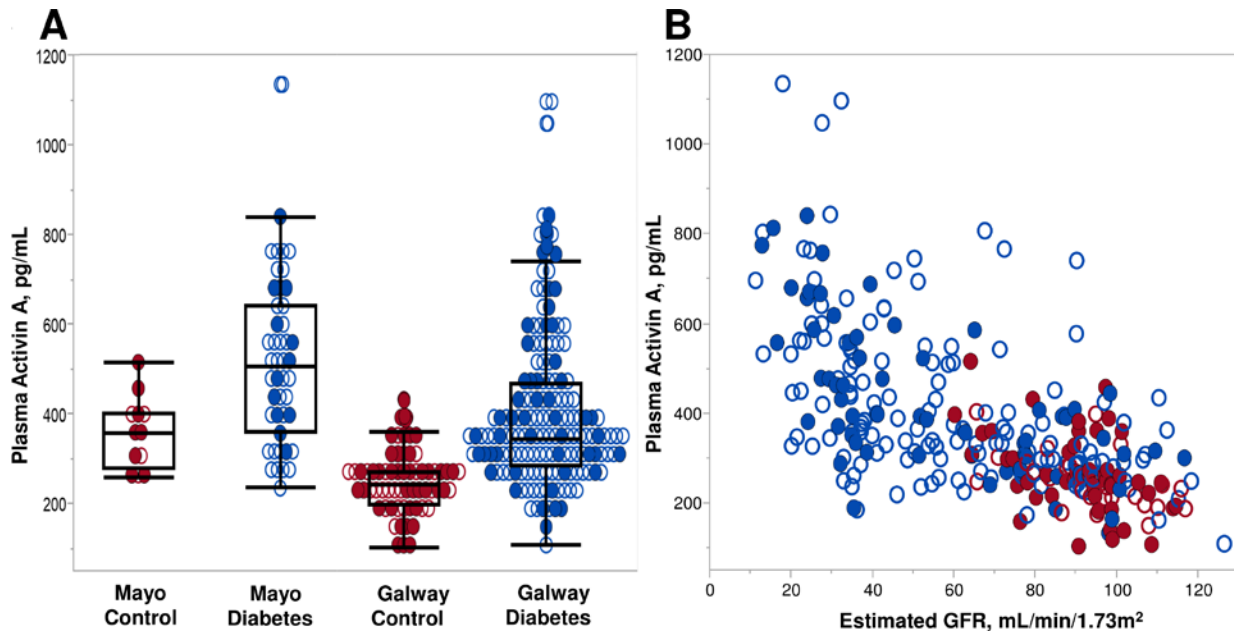 A
Plasma Activin A, pg/mL
1200
1000
800
600
400
200
Mayo
Control
Mayo
Diabetes
Galway
Control
Galway
Diabetes
B
Plasma Activin A, pg/mL
1200
1000
800
600
400
200
0
20
40
60
80
100
120
Estimated GFR, mL/min/1.73m²